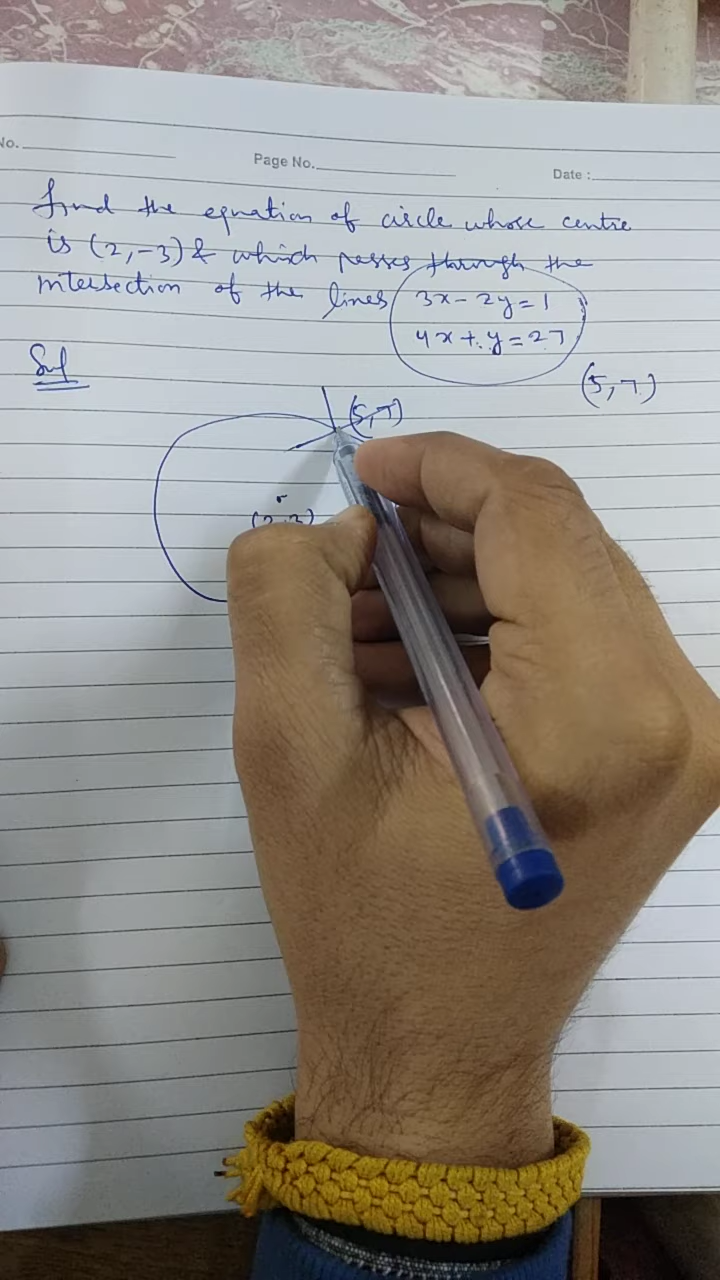 No.
Page No.
Date :
find the equation of circle whose centre
is (2,-3) & which passes through the
intersection of the lines 3x - 2y = 1
4x + y = 27
Sol
(5,7)
(5,7)